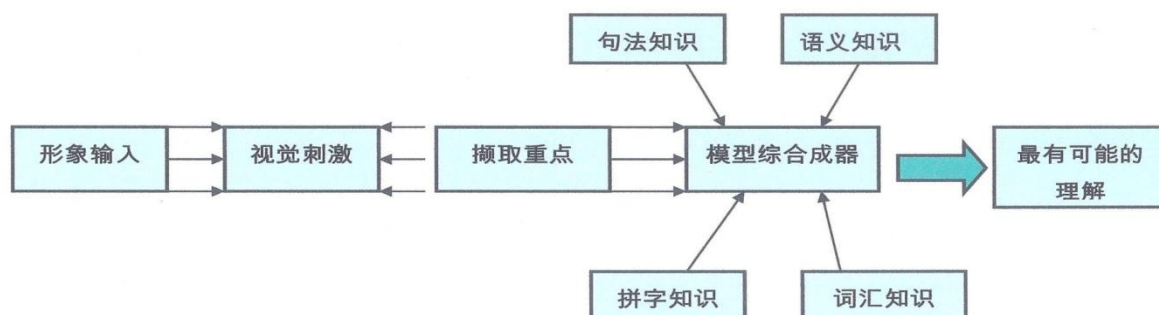 句法知识
语义知识
形象输入
视觉刺激
撷取重点
模型综合成器
最有可能的
理解
拼字知识
词汇知识